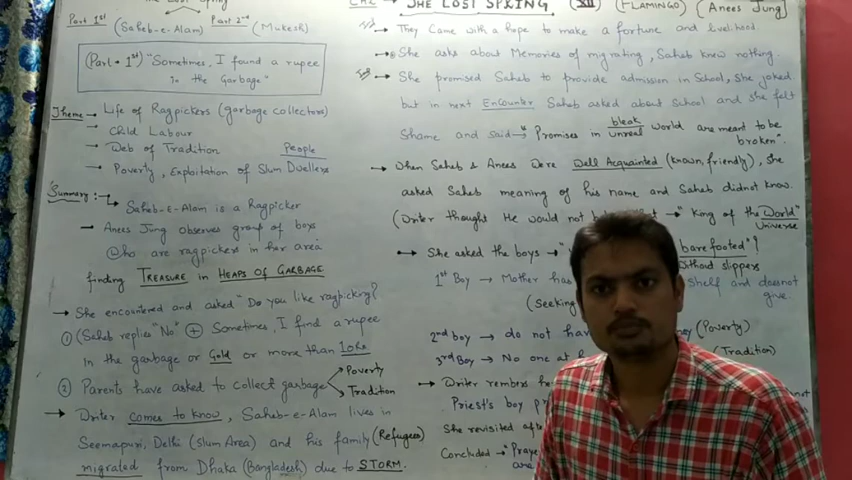 The Lost Spring
Part 1st
(Saheb-e-Alam)
Part 2nd
(Mukesh)
(Part-1st) "Sometimes, I found a rupee
In the Garbage"
Theme → Life of Ragpickers (garbage collectors)
→ Child Labour
→ Web of Tradition People
→ Poverty, Exploitation of Slum Dwellers
Summary :→ Saheb-E-Alam is a Ragpicker
→ Anees Jung observes group of boys
who are ragpickers in her area
finding TREASURE in HEAPS OF GARBAGE
→ She encountered and asked "Do you like ragpicking?
① (Saheb replies "No" ⊕ Sometimes, I find a rupee
in the garbage or Gold or more than 10Rs
② Parents have asked to collect garbage Poverty
Tradition
→ Writer comes to know, Saheb-e-Alam lives in
Seemapuri, Delhi (Slum Area) and his family (Refugees)
migrated from Dhaka (Bangladesh) due to STORM.
THE LOST SPRING (XII) (FLAMINGO) (Anees Jung)
They Came with a hope to make a fortune and livelihood.
She asks about Memories of migrating, Saheb knew nothing.
She promised Saheb to provide admission in School, She joked
but in next Encounter Saheb asked about School and she felt
Shame and said → "Promises in bleak
unreal world are meant to be
broken".
→ When Saheb & Anees Were Well Acquainted (known, friendly), she
asked Saheb meaning of his name and Saheb did not know.
(Writer thought He would not → "King of the World"
Universe
→ She asked the boys → " barefooted"?
Without slippers
1st Boy → Mother has Shelf and doesnot
give.
(Seeking
2nd boy → do not (Poverty)
3rd Boy → No one at (Tradition)
→ Writer rembers
Priest's boy
She revisited
Concluded → "